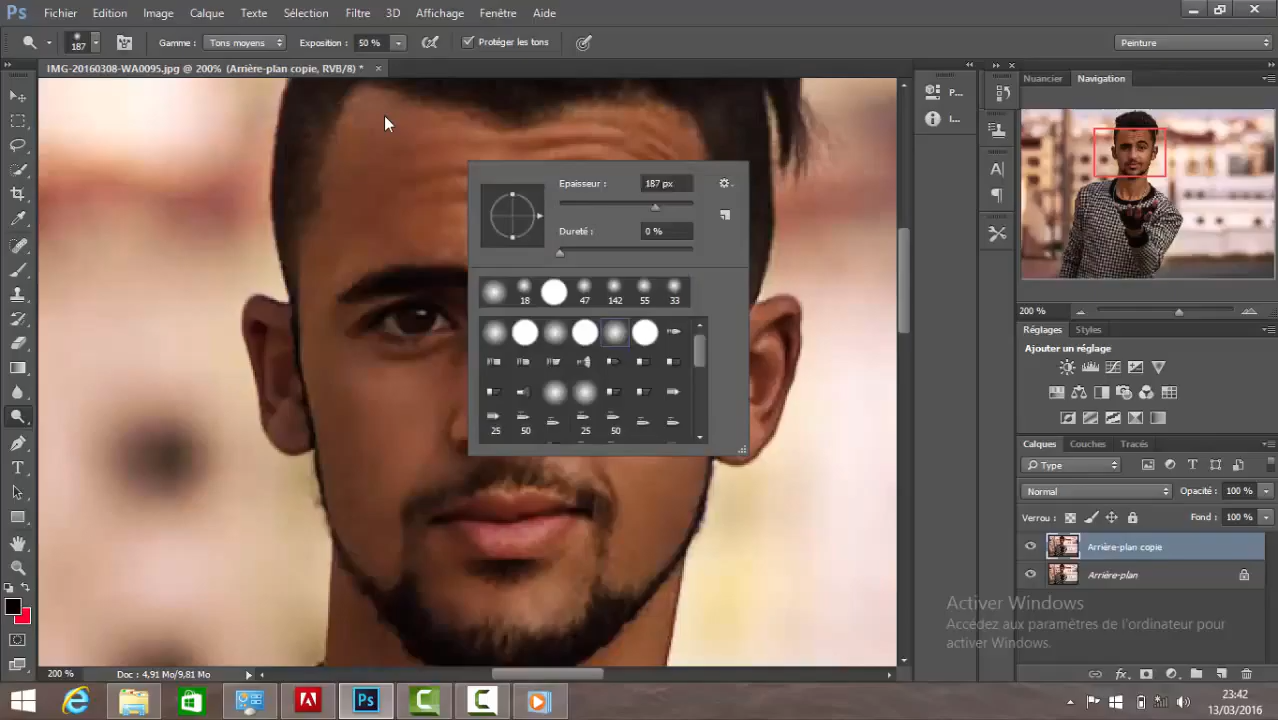 Ps Fichier Edition Image Calque Texte Sélection Filtre 3D Affichage Fenêtre Aide
187 Gamme : Tons moyens Exposition : 50 % Protéger les tons Peinture
IMG-20160308-WA0095.jpg @ 200% (Arrière-plan copie, RVB/8) * ×
Nuancier Navigation
P...
I...
Epaisseur : 187 px
Dureté : 0 %
18 47 142 55 33
25 50 25 50
200 %
Réglages Styles
Ajouter un réglage
Calques Couches Tracés
Type
Normal Opacité : 100 %
Verrou : Fond : 100 %
Arrière-plan copie
Arrière-plan
Activer Windows
Accédez aux paramètres de l'ordinateur pour
activer Windows.
200 % Doc : 4,91 Mo/9,81 Mo
Ps
23:42
13/03/2016